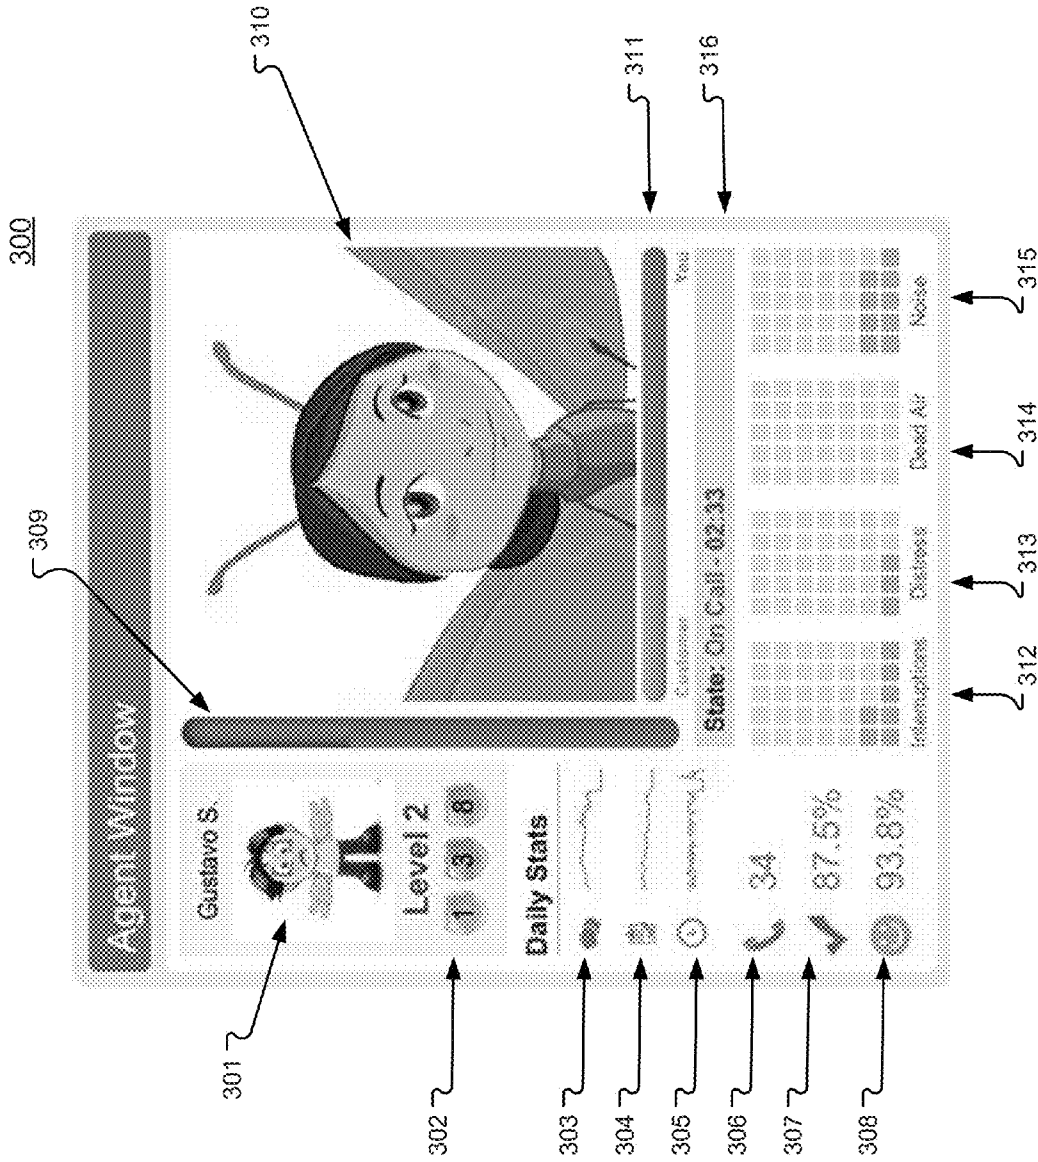 300
Agent Window
Gustavo S.
Level 2
1 3 8
Daily Stats
34
87.5%
93.8%
Customer
You
State: On Call - 02:33
Interruptions
Distress
Dead Air
Noise
301
302
303
304
305
306
307
308
309
310
311
316
312
313
314
315